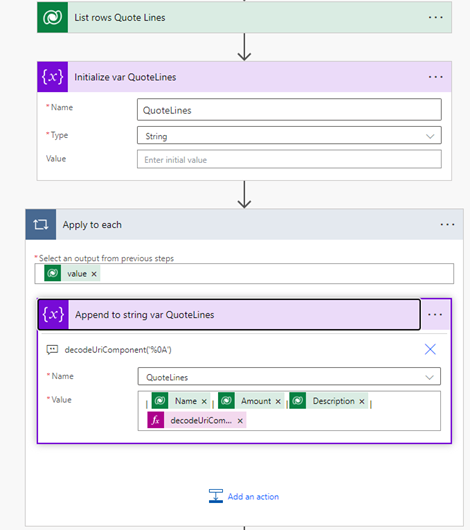 List rows Quote Lines
{x} Initialize var QuoteLines
* Name QuoteLines
* Type String
Value Enter initial value
Apply to each
* Select an output from previous steps
value ×
{x} Append to string var QuoteLines
decodeUriComponent('%0A')
* Name QuoteLines
* Value | Name × | Amount × | Description × |
fx decodeUriCom... ×
Add an action